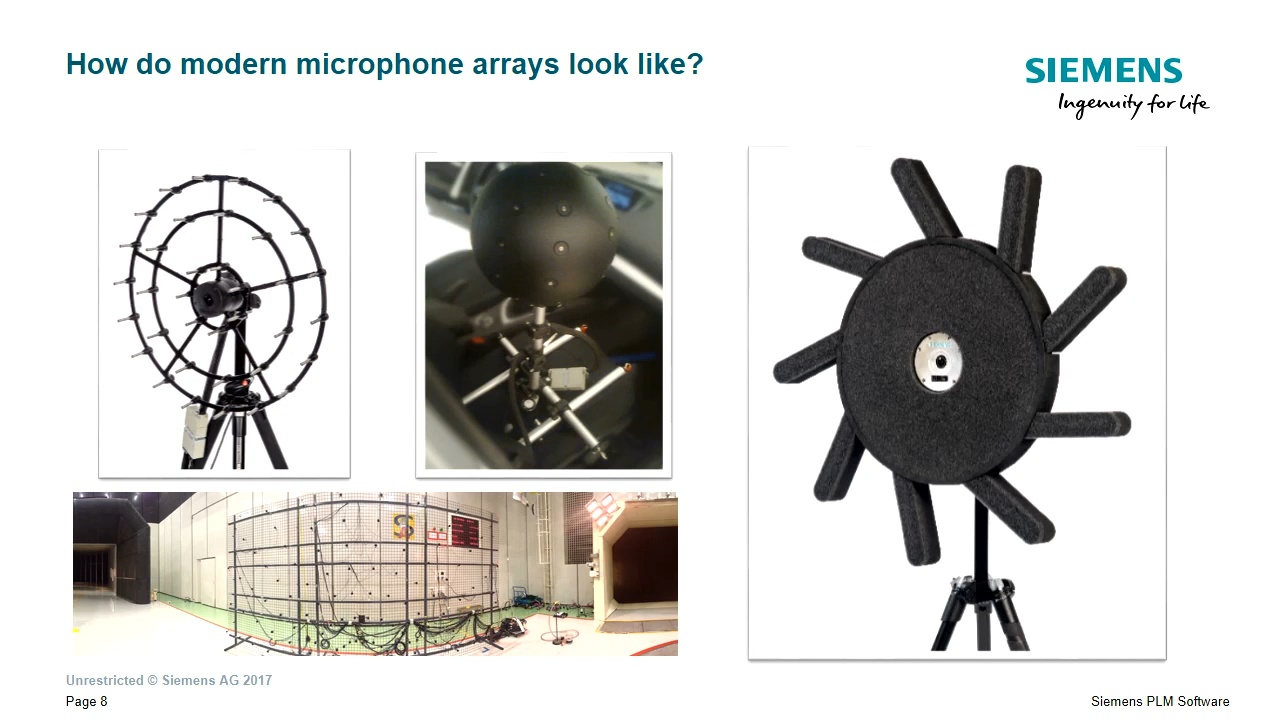 How do modern microphone arrays look like?
SIEMENS
Ingenuity for life
Unrestricted © Siemens AG 2017
Page 8
Siemens PLM Software